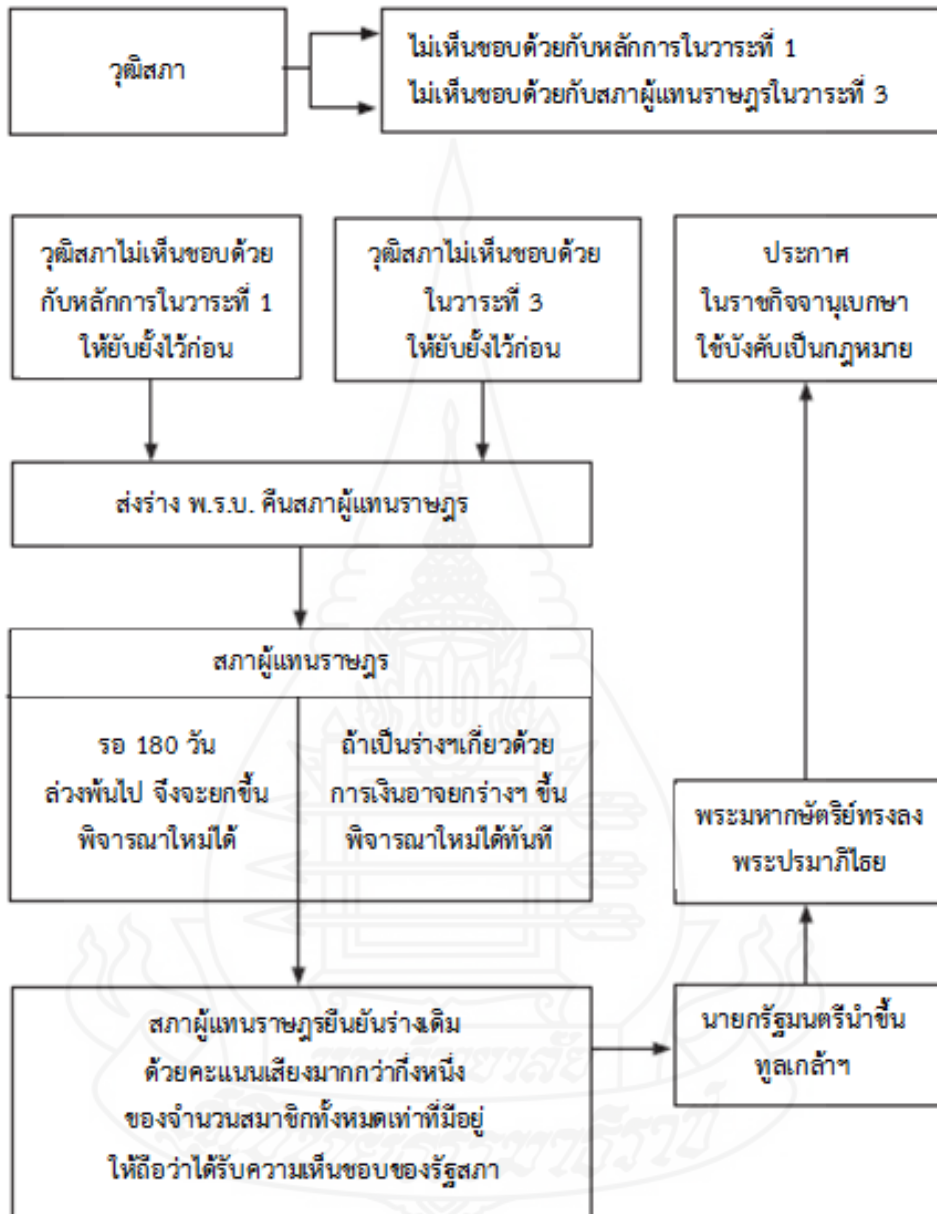 วุฒิสภา
ไม่เห็นชอบด้วยกับหลักการในวาระที่ 1
ไม่เห็นชอบด้วยกับสภาผู้แทนราษฎรในวาระที่ 3
วุฒิสภาไม่เห็นชอบด้วย
กับหลักการในวาระที่ 1
ให้ยับยั้งไว้ก่อน
วุฒิสภาไม่เห็นชอบด้วย
ในวาระที่ 3
ให้ยับยั้งไว้ก่อน
ประกาศ
ในราชกิจจานุเบกษา
ใช้บังคับเป็นกฎหมาย
ส่งร่าง พ.ร.บ. คืนสภาผู้แทนราษฎร
สภาผู้แทนราษฎร
รอ 180 วัน
ล่วงพ้นไป จึงจะยกขึ้น
พิจารณาใหม่ได้
ถ้าเป็นร่างฯเกี่ยวด้วย
การเงินอาจยกร่างฯ ขึ้น
พิจารณาใหม่ได้ทันที
พระมหากษัตริย์ทรงลง
พระปรมาภิไธย
สภาผู้แทนราษฎรยืนยันร่างเดิม
ด้วยคะแนนเสียงมากกว่ากึ่งหนึ่ง
ของจำนวนสมาชิกทั้งหมดเท่าที่มีอยู่
ให้ถือว่าได้รับความเห็นชอบของรัฐสภา
นายกรัฐมนตรีนำขึ้น
ทูลเกล้าฯ